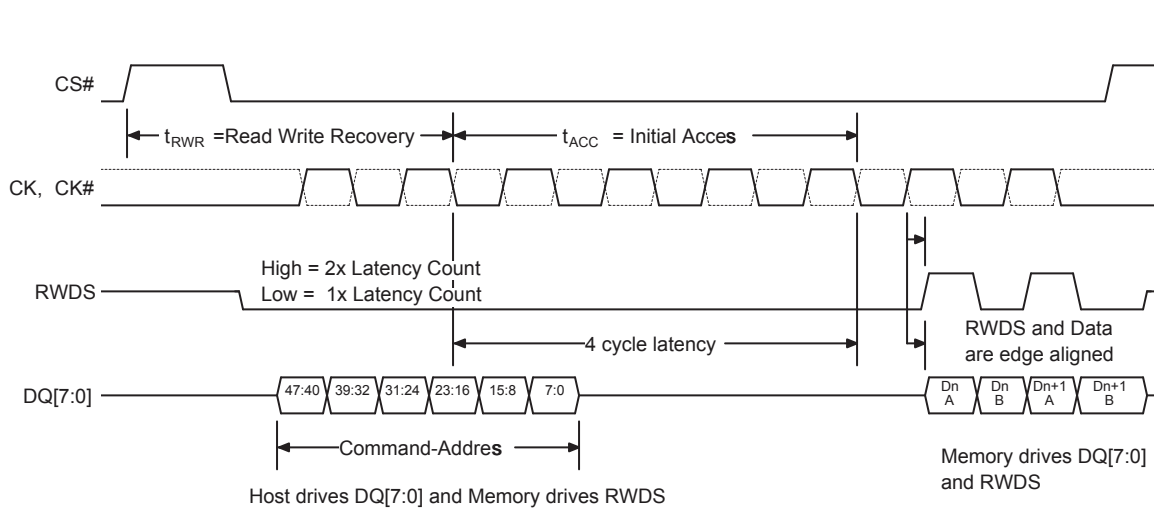 CS#
tRWR =Read Write Recovery
tACC = Initial Acces s
CK, CK#
High = 2x Latency Count
Low = 1x Latency Count
RWDS
4 cycle latency
RWDS and Data
are edge aligned
DQ[7:0]
47:40 39:32 31:24 23:16 15:8 7:0
Dn A
Dn B
Dn+1 A
Dn+1 B
Command-Address
Memory drives DQ[7:0]
and RWDS
Host drives DQ[7:0] and Memory drives RWDS